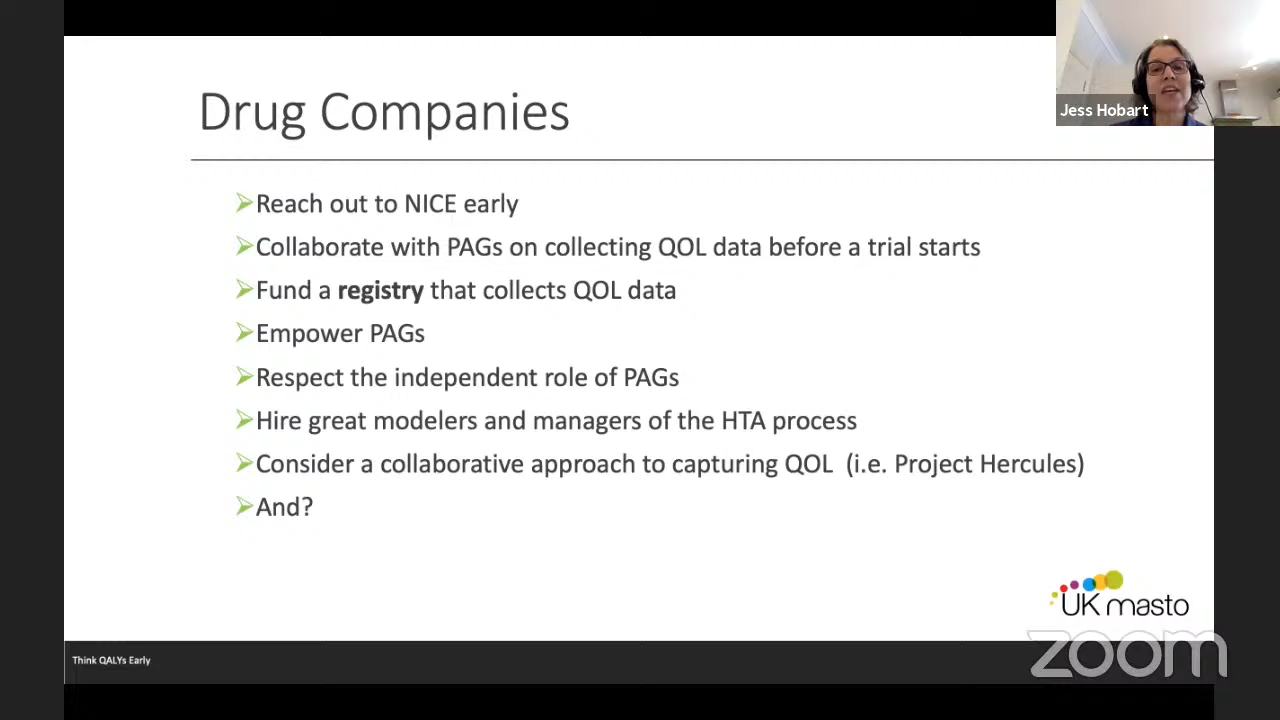 Drug Companies
Jess Hobart
Reach out to NICE early
Collaborate with PAGs on collecting QOL data before a trial starts
Fund a registry that collects QOL data
Empower PAGs
Respect the independent role of PAGs
Hire great modelers and managers of the HTA process
Consider a collaborative approach to capturing QOL (i.e. Project Hercules)
And?
UK masto
Think QALYs Early
zoom